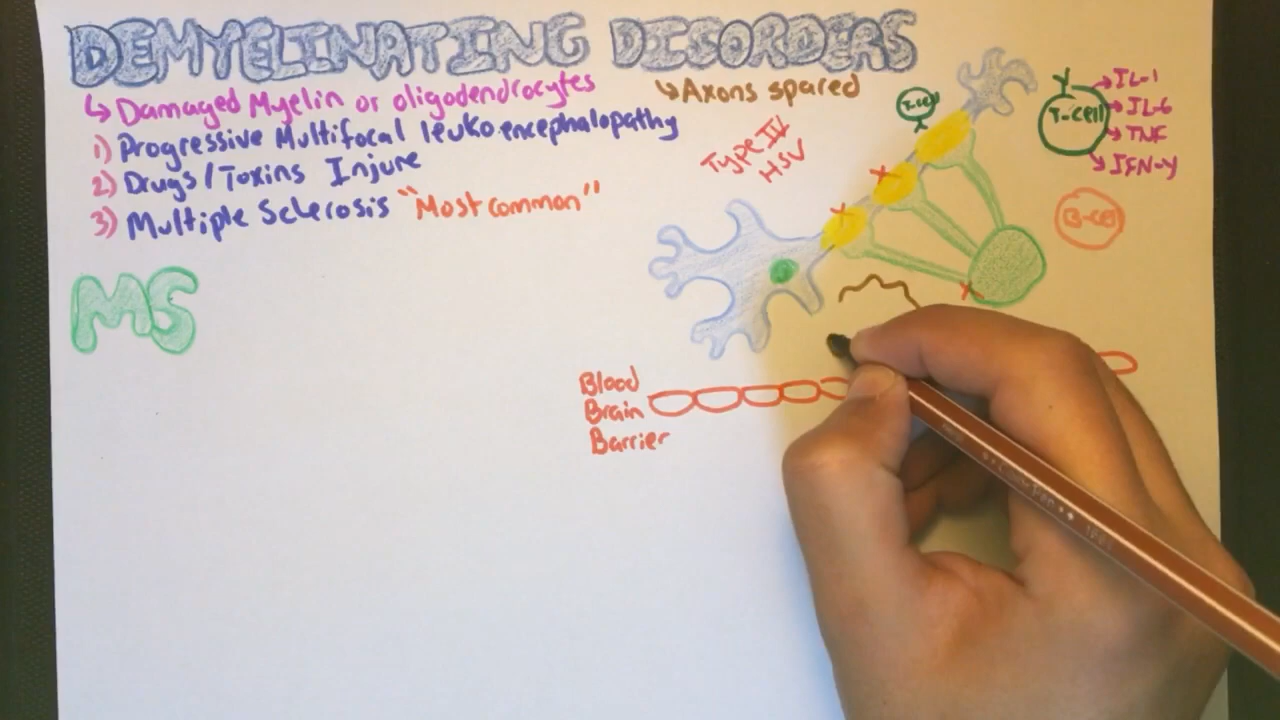 DEMYELINATING DISORDERS
↳ Damaged Myelin or oligodendrocytes
↳ Axons spared
1) Progressive Multifocal leukoencephalopathy
2) Drugs/Toxins Injure
3) Multiple Sclerosis "Most common"
MS
Type IV
HSV
T-cell
T-cell
IL-1
IL-6
TNF
IFN-γ
B-cell
Blood
Brain
Barrier